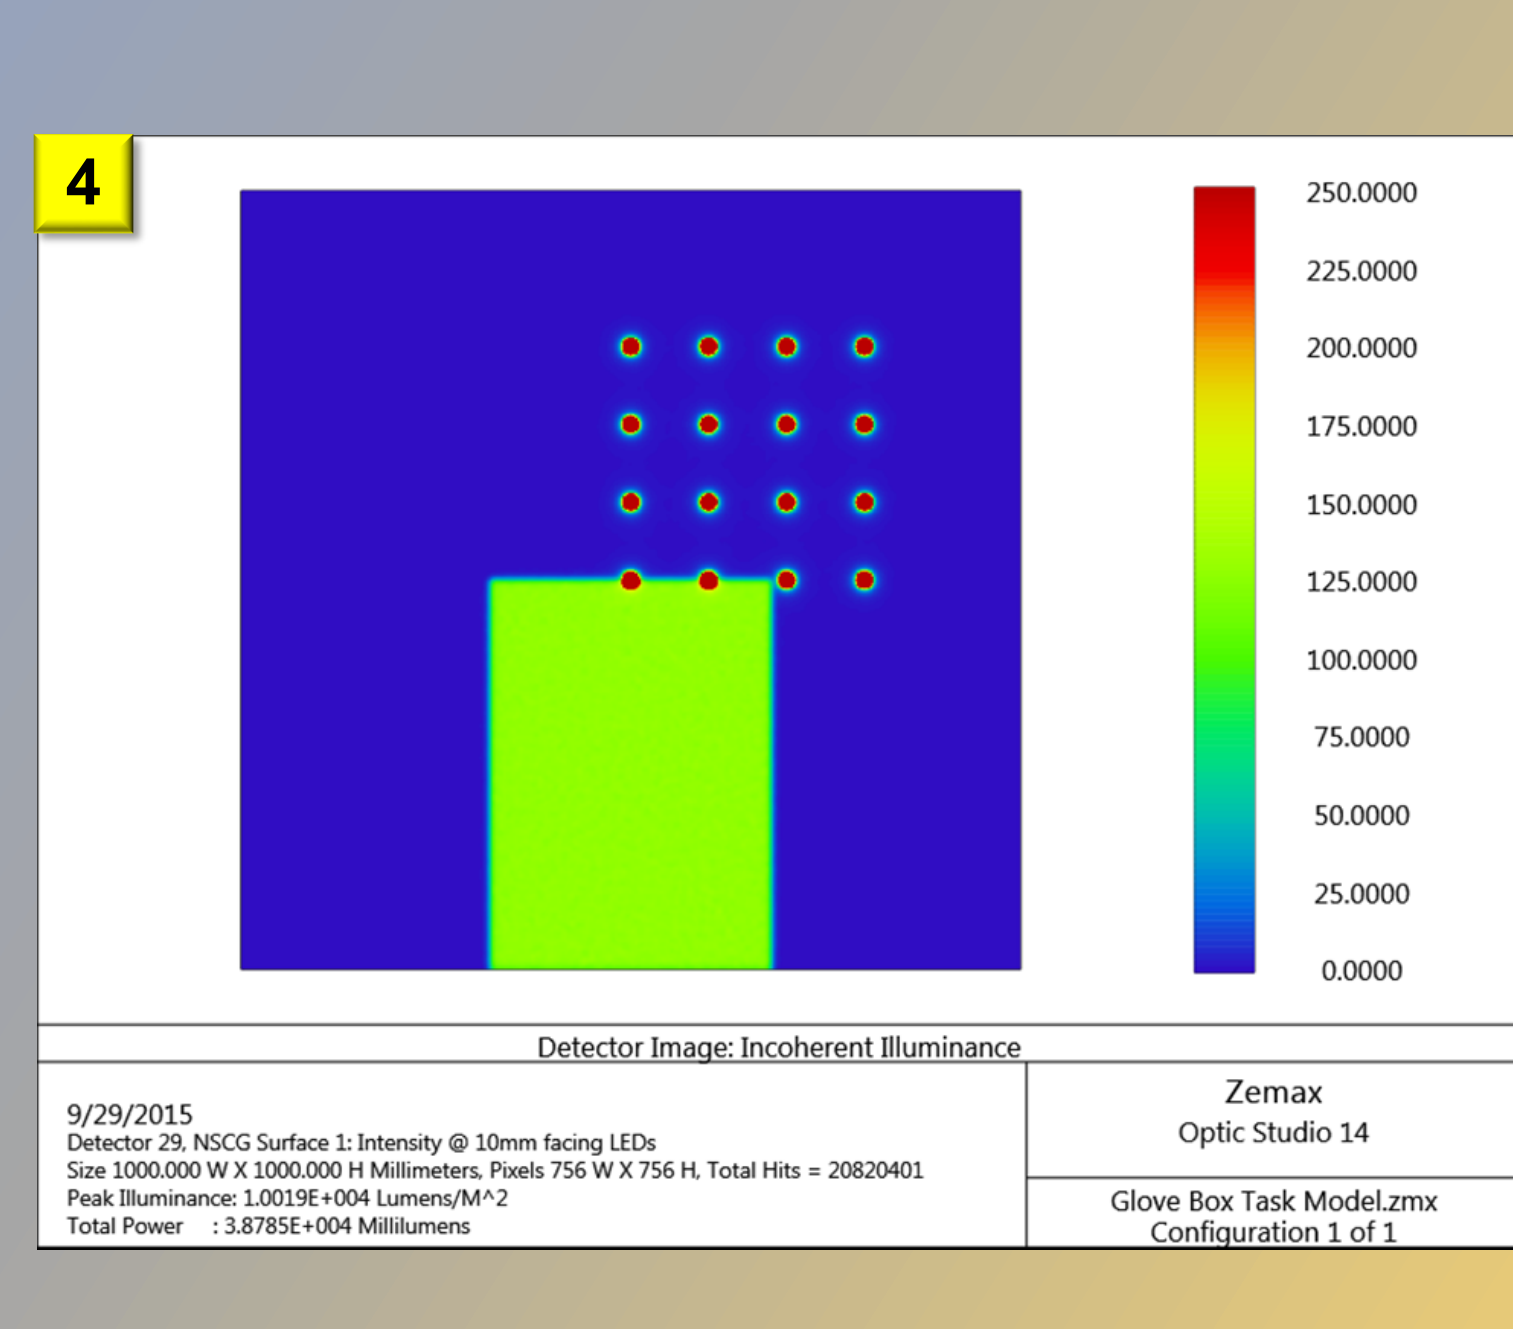 4
250.0000
225.0000
200.0000
175.0000
150.0000
125.0000
100.0000
75.0000
50.0000
25.0000
0.0000
Detector Image: Incoherent Illuminance
9/29/2015
Detector 29, NSCG Surface 1: Intensity @ 10mm facing LEDs
Size 1000.000 W X 1000.000 H Millimeters, Pixels 756 W X 756 H, Total Hits = 20820401
Peak Illuminance: 1.0019E+004 Lumens/M^2
Total Power : 3.8785E+004 Millilumens
Zemax
Optic Studio 14
Glove Box Task Model.zmx
Configuration 1 of 1